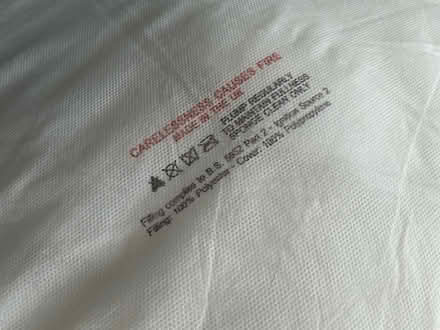 CARELESSNESS CAUSES FIRE
MADE IN THE UK
PLUMP REGULARLY
TO MAINTAIN FULLNESS
SPONGE CLEAN ONLY
Filling complies to B.S. 5852 Part 2 - Ignition Source 2
Filling: 100% Polyester - Cover: 100% Polypropylene